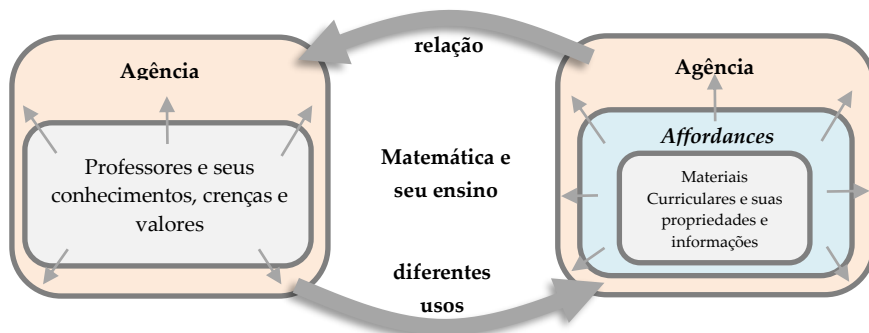 Agência
Professores e seus
conhecimentos, crenças e
valores
relação
Matemática e
seu ensino
diferentes
usos
Agência
Affordances
Materiais
Curriculares e suas
propriedades e
informações